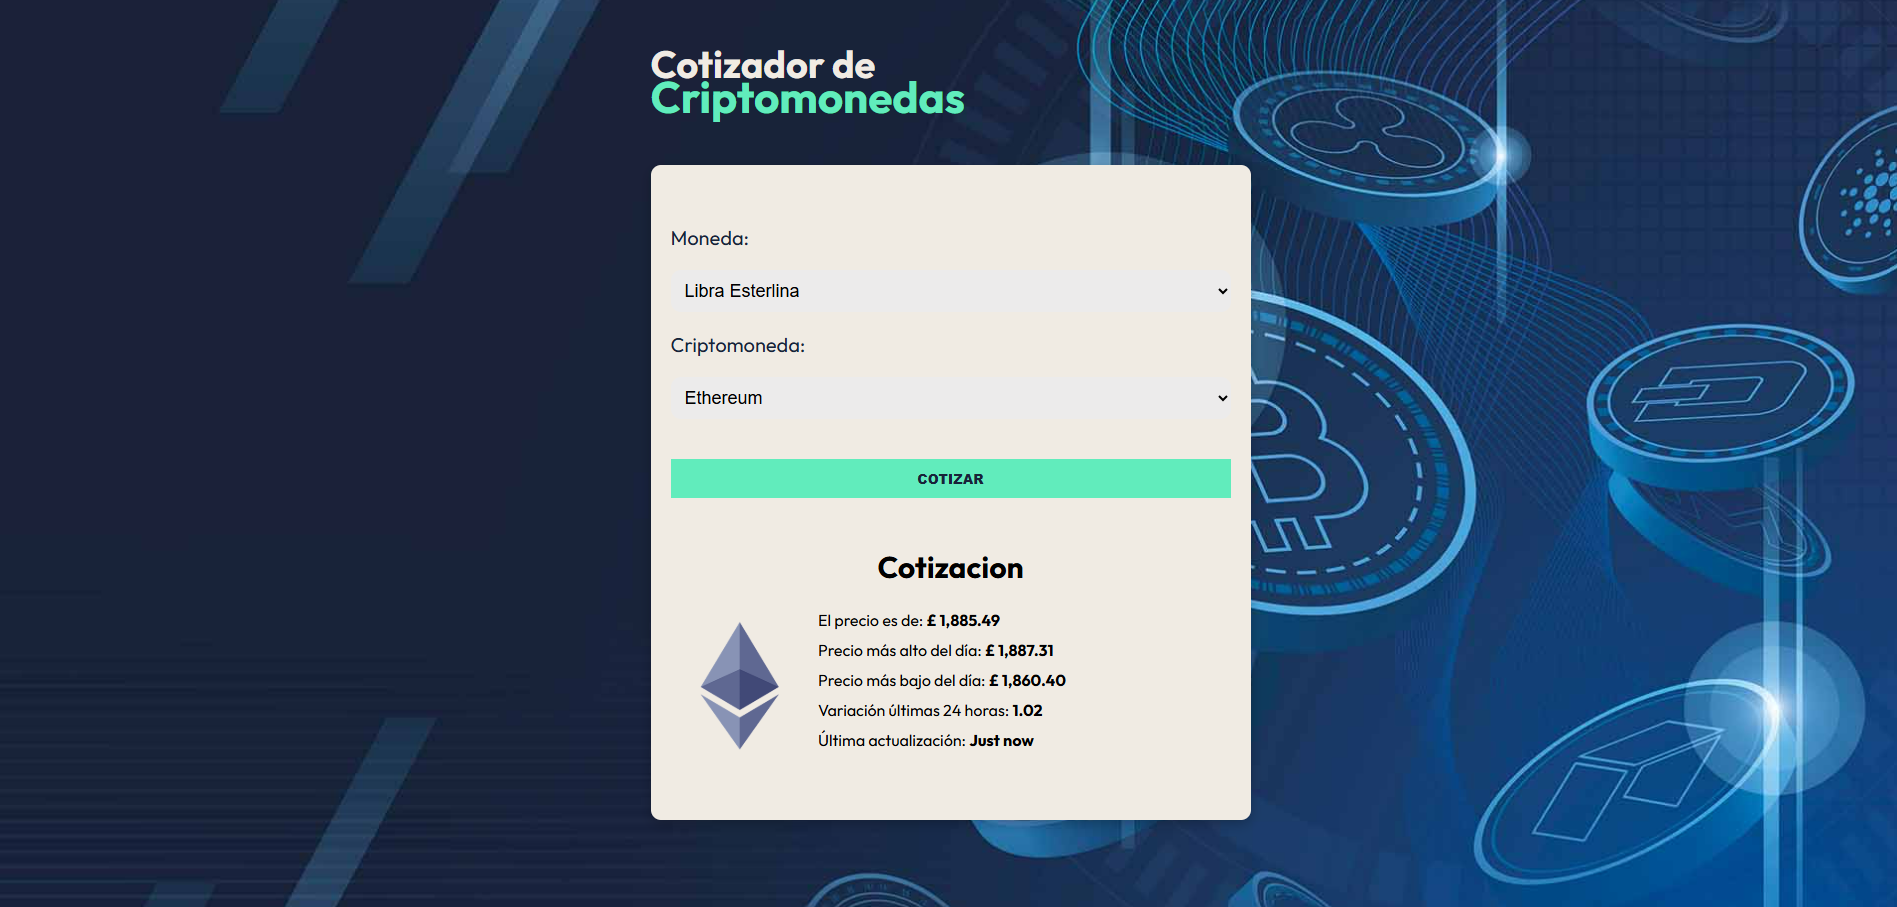 Cotizador de
Criptomonedas
Moneda:
Libra Esterlina
Criptomoneda:
Ethereum
COTIZAR
Cotizacion
El precio es de: £ 1,885.49
Precio más alto del día: £ 1,887.31
Precio más bajo del día: £ 1,860.40
Variación últimas 24 horas: 1.02
Última actualización: Just now